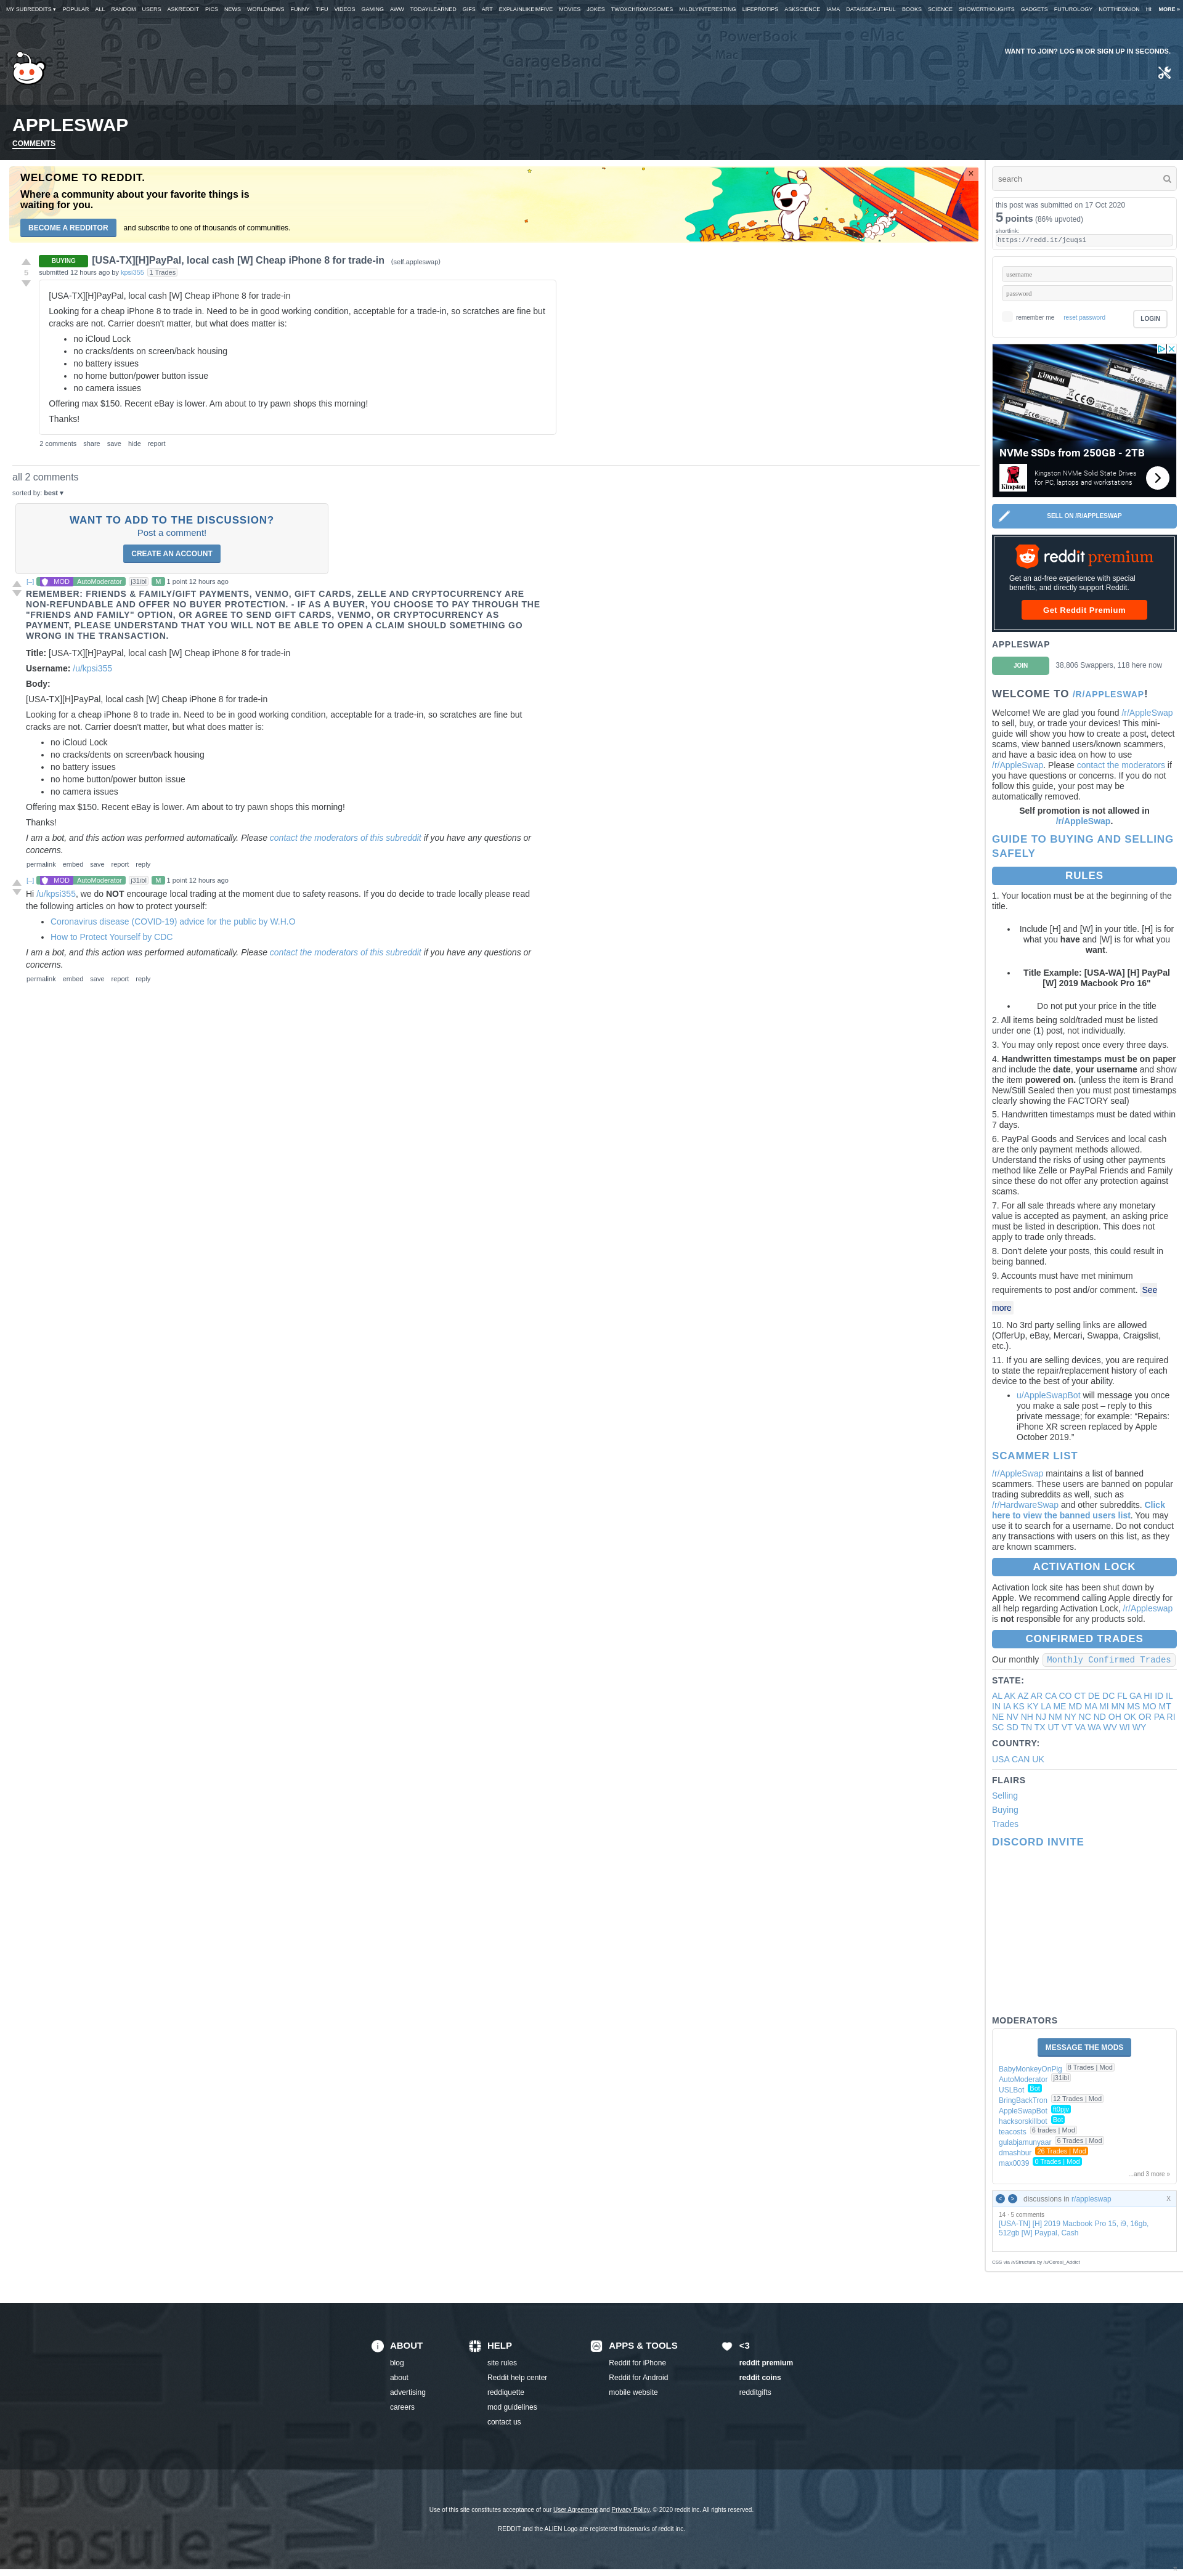 MY SUBREDDITS ▾ POPULAR ALL RANDOM USERS ASKREDDIT PICS NEWS WORLDNEWS FUNNY TIFU VIDEOS GAMING AWW TODAYILEARNED GIFS ART EXPLAINLIKEIMFIVE MOVIES JOKES TWOXCHROMOSOMES MILDLYINTERESTING LIFEPROTIPS ASKSCIENCE IAMA DATAISBEAUTIFUL BOOKS SCIENCE SHOWERTHOUGHTS GADGETS FUTUROLOGY NOTTHEONION HI MORE »
WANT TO JOIN? LOG IN OR SIGN UP IN SECONDS.
APPLESWAP
COMMENTS
WELCOME TO REDDIT.
Where a community about your favorite things is
waiting for you.
BECOME A REDDITOR and subscribe to one of thousands of communities.
×
BUYING [USA-TX][H]PayPal, local cash [W] Cheap iPhone 8 for trade-in (self.appleswap)
5
submitted 12 hours ago by kpsi355 1 Trades
[USA-TX][H]PayPal, local cash [W] Cheap iPhone 8 for trade-in
Looking for a cheap iPhone 8 to trade in. Need to be in good working condition, acceptable for a trade-in, so scratches are fine but
cracks are not. Carrier doesn't matter, but what does matter is:
• no iCloud Lock
• no cracks/dents on screen/back housing
• no battery issues
• no home button/power button issue
• no camera issues
Offering max $150. Recent eBay is lower. Am about to try pawn shops this morning!
Thanks!
2 comments share save hide report
all 2 comments
sorted by: best ▾
WANT TO ADD TO THE DISCUSSION?
Post a comment!
CREATE AN ACCOUNT
[–] MOD AutoModerator j31ibl M 1 point 12 hours ago
REMEMBER: FRIENDS & FAMILY/GIFT PAYMENTS, VENMO, GIFT CARDS, ZELLE AND CRYPTOCURRENCY ARE
NON-REFUNDABLE AND OFFER NO BUYER PROTECTION. - IF AS A BUYER, YOU CHOOSE TO PAY THROUGH THE
"FRIENDS AND FAMILY" OPTION, OR AGREE TO SEND GIFT CARDS, VENMO, OR CRYPTOCURRENCY AS
PAYMENT, PLEASE UNDERSTAND THAT YOU WILL NOT BE ABLE TO OPEN A CLAIM SHOULD SOMETHING GO
WRONG IN THE TRANSACTION.
Title: [USA-TX][H]PayPal, local cash [W] Cheap iPhone 8 for trade-in
Username: /u/kpsi355
Body:
[USA-TX][H]PayPal, local cash [W] Cheap iPhone 8 for trade-in
Looking for a cheap iPhone 8 to trade in. Need to be in good working condition, acceptable for a trade-in, so scratches are fine but
cracks are not. Carrier doesn't matter, but what does matter is:
• no iCloud Lock
• no cracks/dents on screen/back housing
• no battery issues
• no home button/power button issue
• no camera issues
Offering max $150. Recent eBay is lower. Am about to try pawn shops this morning!
Thanks!
I am a bot, and this action was performed automatically. Please contact the moderators of this subreddit if you have any questions or
concerns.
permalink embed save report reply
[–] MOD AutoModerator j31ibl M 1 point 12 hours ago
Hi /u/kpsi355, we do NOT encourage local trading at the moment due to safety reasons. If you do decide to trade locally please read
the following articles on how to protect yourself:
• Coronavirus disease (COVID-19) advice for the public by W.H.O
• How to Protect Yourself by CDC
I am a bot, and this action was performed automatically. Please contact the moderators of this subreddit if you have any questions or
concerns.
permalink embed save report reply
search
this post was submitted on 17 Oct 2020
5 points (86% upvoted)
shortlink:
https://redd.it/jcuqsi
username
password
remember me reset password LOGIN
Kingston
NVMe SSDs from 250GB - 2TB
Kingston
Kingston NVMe Solid State Drives
for PC, laptops and workstations
SELL ON /R/APPLESWAP
reddit premium
Get an ad-free experience with special
benefits, and directly support Reddit.
Get Reddit Premium
APPLESWAP
JOIN 38,806 Swappers, 118 here now
WELCOME TO /R/APPLESWAP!
Welcome! We are glad you found /r/AppleSwap
to sell, buy, or trade your devices! This mini-
guide will show you how to create a post, detect
scams, view banned users/known scammers,
and have a basic idea on how to use
/r/AppleSwap. Please contact the moderators if
you have questions or concerns. If you do not
follow this guide, your post may be
automatically removed.
Self promotion is not allowed in
/r/AppleSwap.
GUIDE TO BUYING AND SELLING
SAFELY
RULES
1. Your location must be at the beginning of the
title.
• Include [H] and [W] in your title. [H] is for
what you have and [W] is for what you
want.
• Title Example: [USA-WA] [H] PayPal
[W] 2019 Macbook Pro 16"
• Do not put your price in the title
2. All items being sold/traded must be listed
under one (1) post, not individually.
3. You may only repost once every three days.
4. Handwritten timestamps must be on paper
and include the date, your username and show
the item powered on. (unless the item is Brand
New/Still Sealed then you must post timestamps
clearly showing the FACTORY seal)
5. Handwritten timestamps must be dated within
7 days.
6. PayPal Goods and Services and local cash
are the only payment methods allowed.
Understand the risks of using other payments
method like Zelle or PayPal Friends and Family
since these do not offer any protection against
scams.
7. For all sale threads where any monetary
value is accepted as payment, an asking price
must be listed in description. This does not
apply to trade only threads.
8. Don't delete your posts, this could result in
being banned.
9. Accounts must have met minimum
requirements to post and/or comment. See
more
10. No 3rd party selling links are allowed
(OfferUp, eBay, Mercari, Swappa, Craigslist,
etc.).
11. If you are selling devices, you are required
to state the repair/replacement history of each
device to the best of your ability.
• u/AppleSwapBot will message you once
you make a sale post – reply to this
private message; for example: "Repairs:
iPhone XR screen replaced by Apple
October 2019."
SCAMMER LIST
/r/AppleSwap maintains a list of banned
scammers. These users are banned on popular
trading subreddits as well, such as
/r/HardwareSwap and other subreddits. Click
here to view the banned users list. You may
use it to search for a username. Do not conduct
any transactions with users on this list, as they
are known scammers.
ACTIVATION LOCK
Activation lock site has been shut down by
Apple. We recommend calling Apple directly for
all help regarding Activation Lock, /r/Appleswap
is not responsible for any products sold.
CONFIRMED TRADES
Our monthly Monthly Confirmed Trades
STATE:
AL AK AZ AR CA CO CT DE DC FL GA HI ID IL
IN IA KS KY LA ME MD MA MI MN MS MO MT
NE NV NH NJ NM NY NC ND OH OK OR PA RI
SC SD TN TX UT VT VA WA WV WI WY
COUNTRY:
USA CAN UK
FLAIRS
Selling
Buying
Trades
DISCORD INVITE
MODERATORS
MESSAGE THE MODS
BabyMonkeyOnPig 8 Trades | Mod
AutoModerator j31ibl
USLBot Bot
BringBackTron 12 Trades | Mod
AppleSwapBot
hacksorskillbot Bot
teacosts 6 trades | Mod
gulabjamunyaar 6 Trades | Mod
dmashbur 26 Trades | Mod
max0039 0 Trades | Mod
...and 3 more »
< > discussions in r/appleswap X
14 · 5 comments
[USA-TN] [H] 2019 Macbook Pro 15, i9, 16gb,
512gb [W] Paypal, Cash
CSS via r/Structura by /u/Cereal_Addict
ABOUT
blog
about
advertising
careers
HELP
site rules
Reddit help center
reddiquette
mod guidelines
contact us
APPS & TOOLS
Reddit for iPhone
Reddit for Android
mobile website
<3
reddit premium
reddit coins
redditgifts
Use of this site constitutes acceptance of our User Agreement and Privacy Policy. © 2020 reddit inc. All rights reserved.
REDDIT and the ALIEN Logo are registered trademarks of reddit inc.